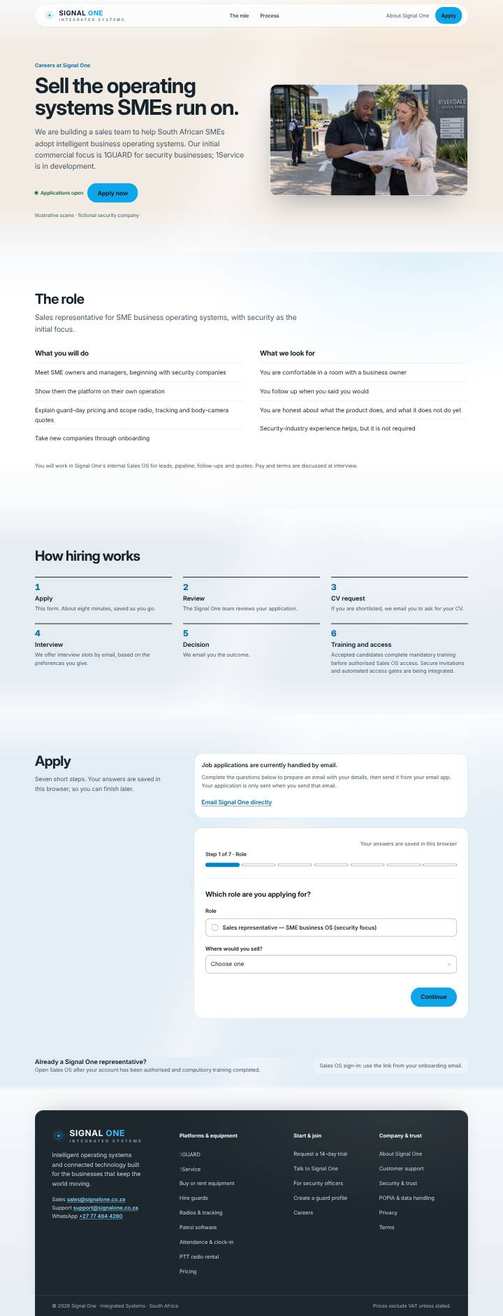 SIGNAL ONE
INTEGRATED SYSTEMS
The role
Process
About Signal One
Apply
Careers at Signal One
Sell the operating
systems SMEs run on.
We are building a sales team to help South African SMEs
adopt intelligent business operating systems. Our initial
commercial focus is 1GUARD for security businesses; 1Service
is in development.
Applications open
Apply now
Illustrative scene · fictional security company
RIVERDALE
The role
Sales representative for SME business operating systems, with security as the
initial focus.
What you will do
Meet SME owners and managers, beginning with security companies
Show them the platform on their own operation
Explain guard-day pricing and scope radio, tracking and body-camera
quotes
Take new companies through onboarding
What we look for
You are comfortable in a room with a business owner
You follow up when you said you would
You are honest about what the product does, and what it does not do yet
Security-industry experience helps, but it is not required
You will work in Signal One's internal Sales OS for leads, pipeline, follow-ups and quotes. Pay and terms are discussed at interview.
How hiring works
1
Apply
This form. About eight minutes, saved as you go.
2
Review
The Signal One team reviews your application.
3
CV request
If you are shortlisted, we email you to ask for your CV.
4
Interview
We offer interview slots by email, based on the
preferences you give.
5
Decision
We email you the outcome.
6
Training and access
Accepted candidates complete mandatory training
before authorised Sales OS access. Secure invitations
and automated access gates are being integrated.
Apply
Seven short steps. Your answers are saved in
this browser, so you can finish later.
Job applications are currently handled by email.
Complete the questions below to prepare an email with your details, then send it from your email app.
Your application is only sent when you send that email.
Email Signal One directly
Your answers are saved in this browser
Step 1 of 7 · Role
Which role are you applying for?
Role
Sales representative — SME business OS (security focus)
Where would you sell?
Choose one
Continue
Already a Signal One representative?
Open Sales OS after your account has been authorised and compulsory training completed.
Sales OS sign-in: use the link from your onboarding email.
SIGNAL ONE
INTEGRATED SYSTEMS
Intelligent operating systems
and connected technology built
for the businesses that keep the
world moving.
Sales sales@signalone.co.za
Support support@signalone.co.za
WhatsApp +27 77 464 4280
Platforms & equipment
1GUARD
1Service
Buy or rent equipment
Hire guards
Radios & tracking
Patrol software
Attendance & clock-in
PTT radio rental
Pricing
Start & join
Request a 14-day trial
Talk to Signal One
For security officers
Create a guard profile
Careers
Company & trust
About Signal One
Customer support
Security & trust
POPIA & data handling
Privacy
Terms
© 2026 Signal One · Integrated Systems · South Africa
Prices exclude VAT unless stated.